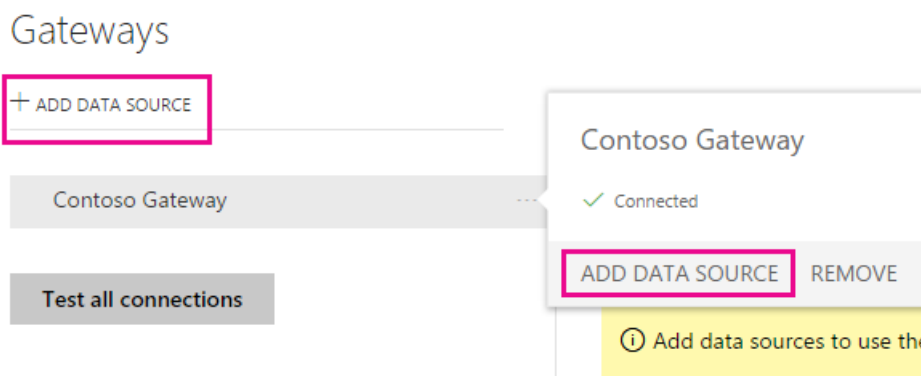 Gateways
+ ADD DATA SOURCE
Contoso Gateway
Test all connections
Contoso Gateway
Connected
ADD DATA SOURCE REMOVE
Add data sources to use the